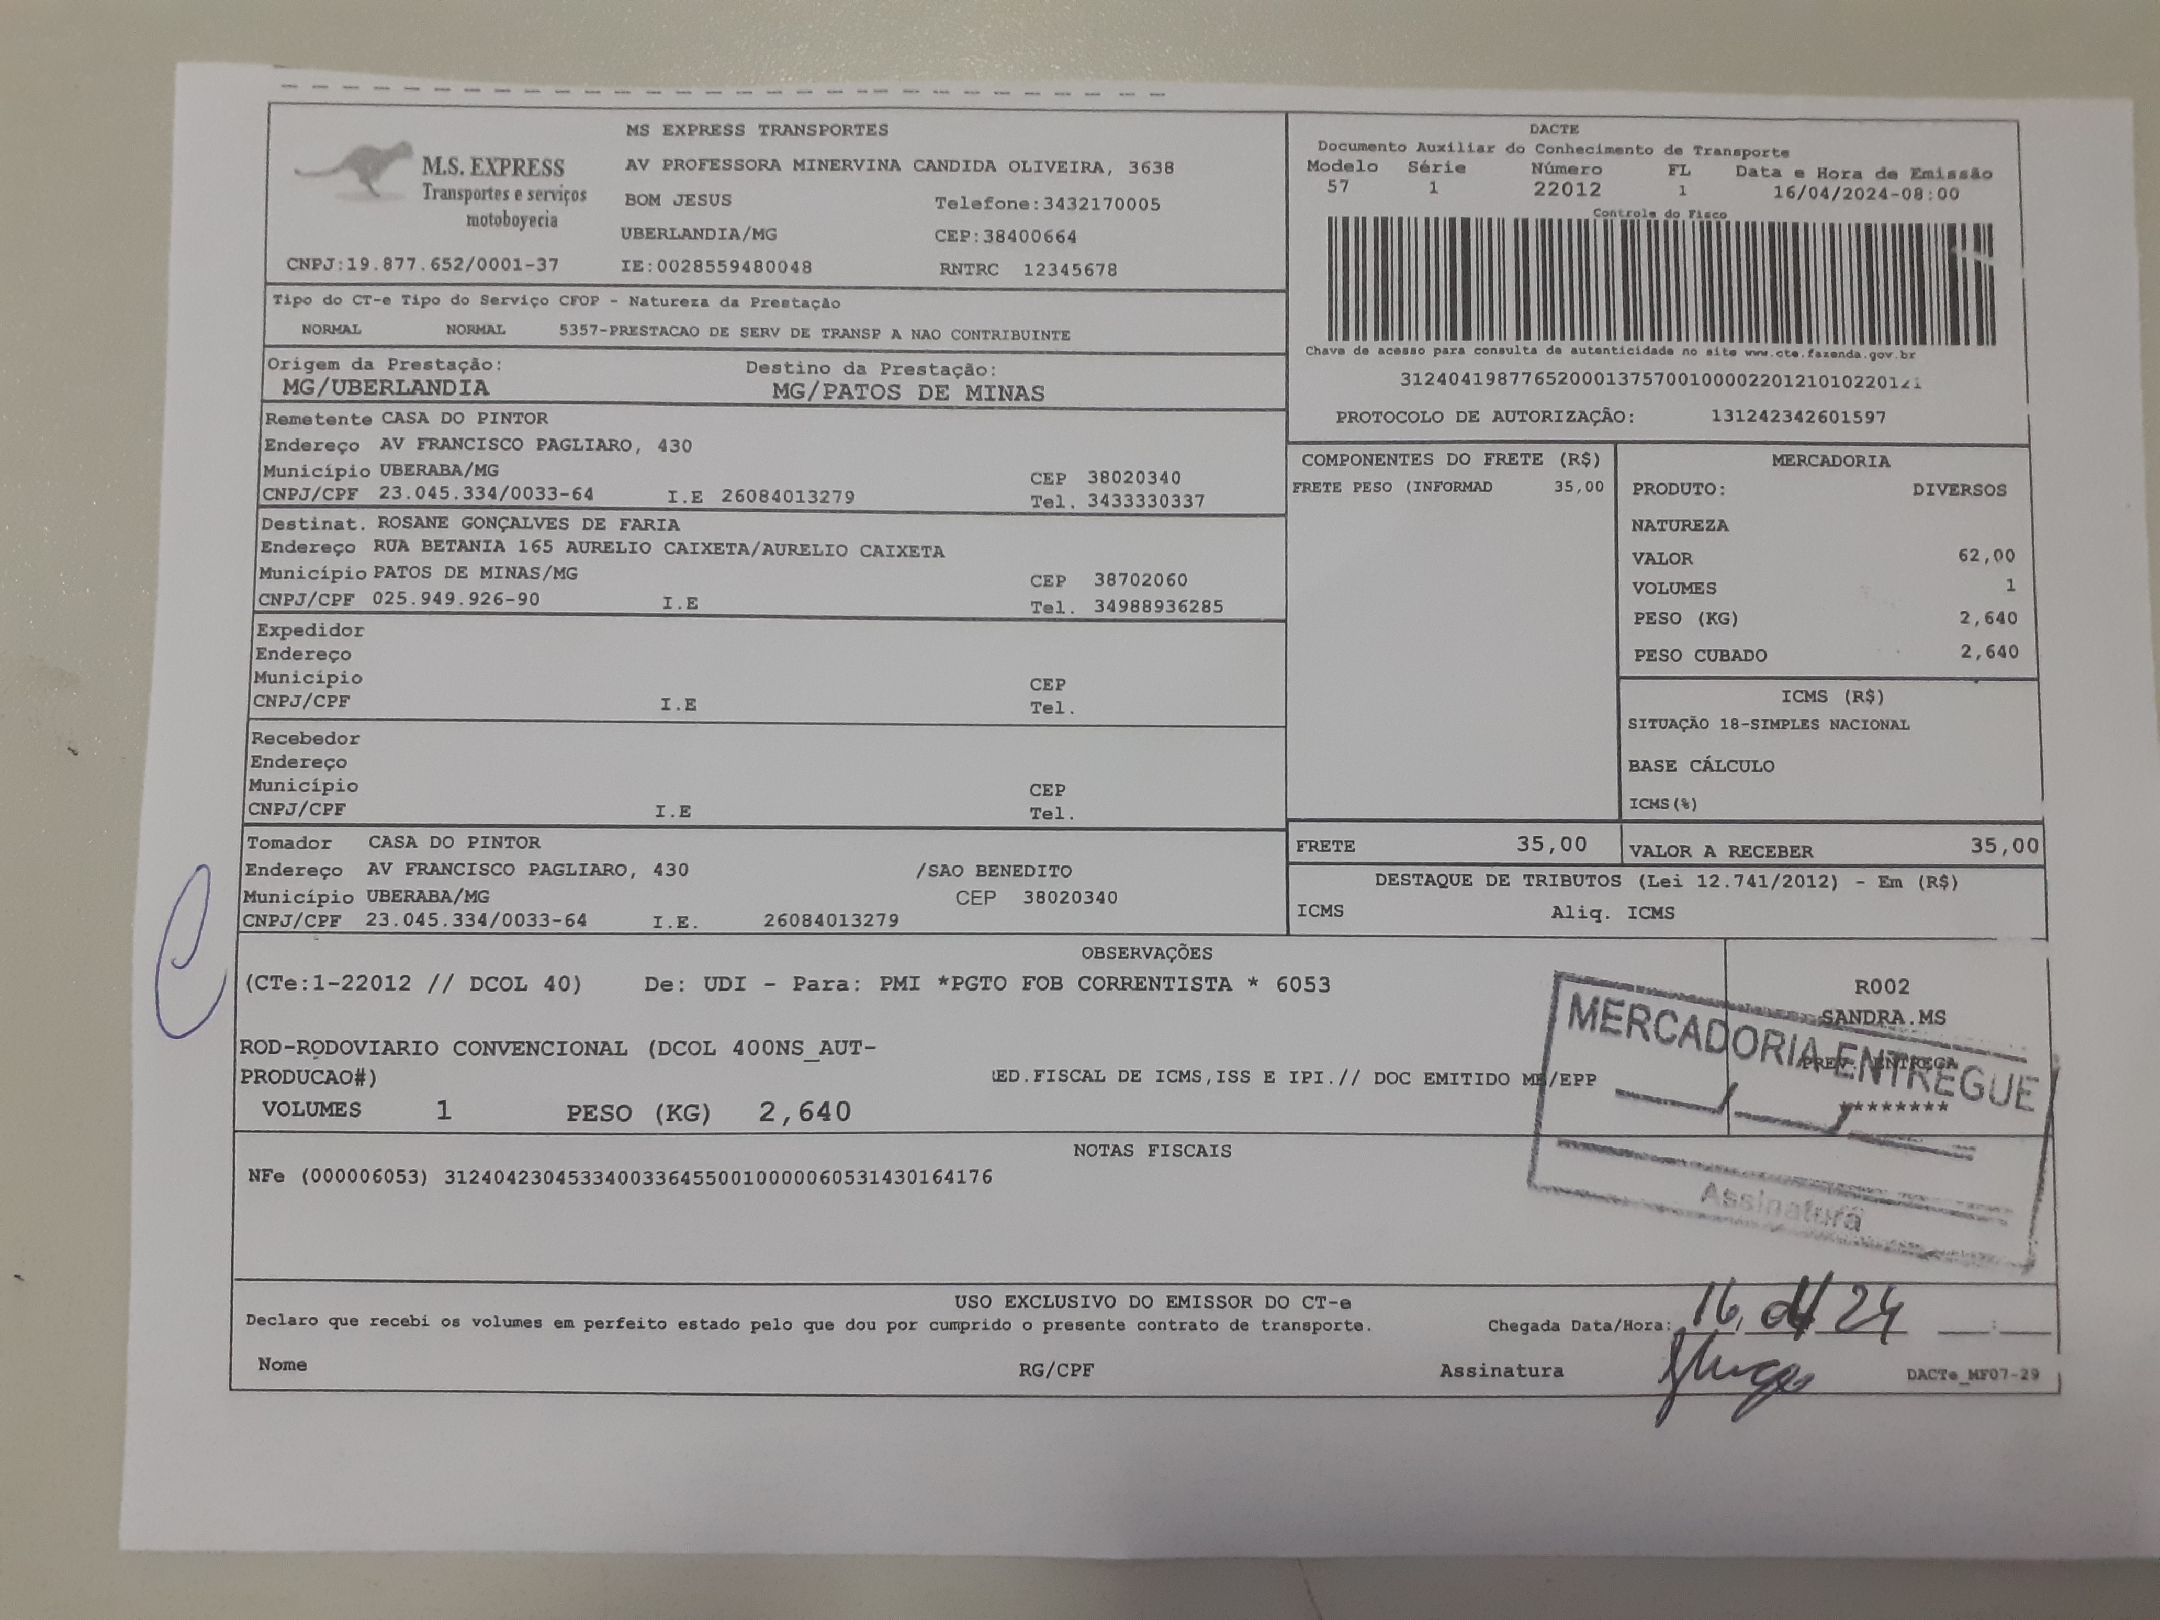 M.S. EXPRESS
Transportes e serviços
motoboyecia
CNPJ:19.877.652/0001-37
MS EXPRESS TRANSPORTES
AV PROFESSORA MINERVINA CANDIDA OLIVEIRA, 3638
BOM JESUS Telefone:3432170005
UBERLANDIA/MG CEP:38400664
IE:0028559480048 RNTRC 12345678
DACTE
Documento Auxiliar do Conhecimento de Transporte
Modelo Série Número FL Data e Hora de Emissão
57 1 22012 1 16/04/2024-08:00
Controle do Fisco
Chave de acesso para consulta de autenticidade no site www.cte.fazenda.gov.br
PROTOCOLO DE AUTORIZAÇÃO: 131242342601597
Tipo do CT-e Tipo do Serviço CFOP - Natureza da Prestação
NORMAL NORMAL 5357-PRESTACAO DE SERV DE TRANSP A NAO CONTRIBUINTE
Origem da Prestação: Destino da Prestação:
MG/UBERLANDIA MG/PATOS DE MINAS
Remetente CASA DO PINTOR
Endereço AV FRANCISCO PAGLIARO, 430
Município UBERABA/MG CEP 38020340
CNPJ/CPF 23.045.334/0033-64 I.E 26084013279 Tel. 3433330337
Destinat. ROSANE GONÇALVES DE FARIA
Endereço RUA BETANIA 165 AURELIO CAIXETA/AURELIO CAIXETA
Município PATOS DE MINAS/MG CEP 38702060
CNPJ/CPF 025.949.926-90 I.E Tel. 34988936285
Expedidor
Endereço
Município CEP
CNPJ/CPF I.E Tel.
Recebedor
Endereço
Município CEP
CNPJ/CPF I.E Tel.
Tomador CASA DO PINTOR
Endereço AV FRANCISCO PAGLIARO, 430 /SAO BENEDITO
Município UBERABA/MG CEP 38020340
CNPJ/CPF 23.045.334/0033-64 I.E. 26084013279
COMPONENTES DO FRETE (R$)
FRETE PESO (INFORMAD 35,00
MERCADORIA
PRODUTO: DIVERSOS
NATUREZA
VALOR 62,00
VOLUMES 1
PESO (KG) 2,640
PESO CUBADO 2,640
ICMS (R$)
SITUAÇÃO 18-SIMPLES NACIONAL
BASE CÁLCULO
ICMS(%)
FRETE 35,00 VALOR A RECEBER 35,00
DESTAQUE DE TRIBUTOS (Lei 12.741/2012) - Em (R$)
ICMS Aliq. ICMS
OBSERVAÇÕES
(CTe:1-22012 // DCOL 40) De: UDI - Para: PMI *PGTO FOB CORRENTISTA * 6053
ROD-RODOVIARIO CONVENCIONAL (DCOL 400NS_AUT-
PRODUCAO#) ED.FISCAL DE ICMS,ISS E IPI.// DOC EMITIDO ME/EPP
VOLUMES 1 PESO (KG) 2,640
R002
SANDRA.MS
PREV. ENTREGA
********
MERCADORIA ENTREGUE
Assinatura
NOTAS FISCAIS
NFe (000006053) 31240423045334003364550010000060531430164176
USO EXCLUSIVO DO EMISSOR DO CT-e
Declaro que recebi os volumes em perfeito estado pelo que dou por cumprido o presente contrato de transporte. Chegada Data/Hora: 16, 04/24 :
Nome RG/CPF Assinatura DACTe_MF07-29